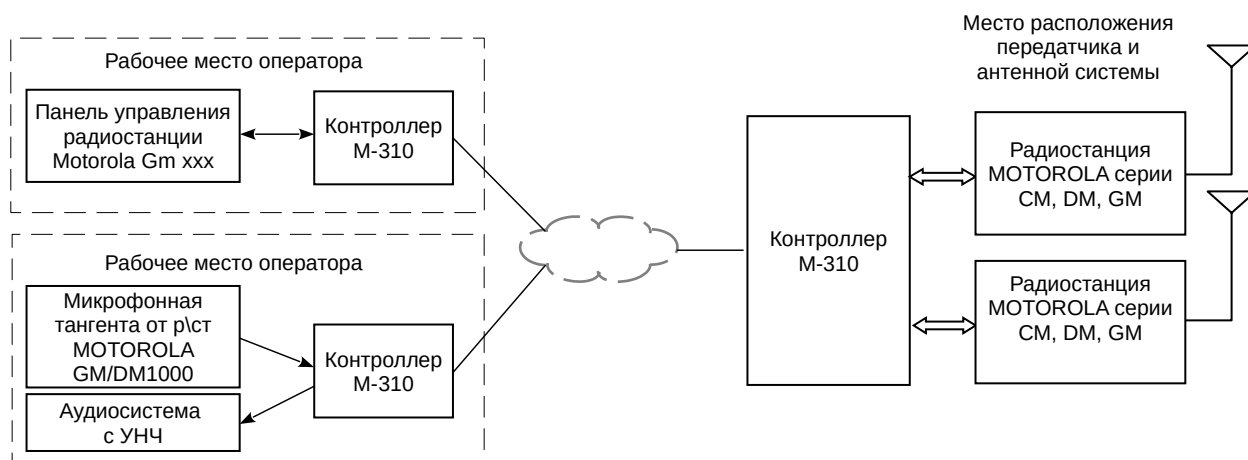 Рабочее место оператора
Панель управления
радиостанции
Motorola Gm xxx
Контроллер
М-310
Рабочее место оператора
Микрофонная
тангента от р\ст
MOTOROLA
GM/DM1000
Аудиосистема
с УНЧ
Контроллер
М-310
Контроллер
М-310
Место расположения
передатчика и
антенной системы
Радиостанция
MOTOROLA серии
CM, DM, GM
Радиостанция
MOTOROLA серии
CM, DM, GM